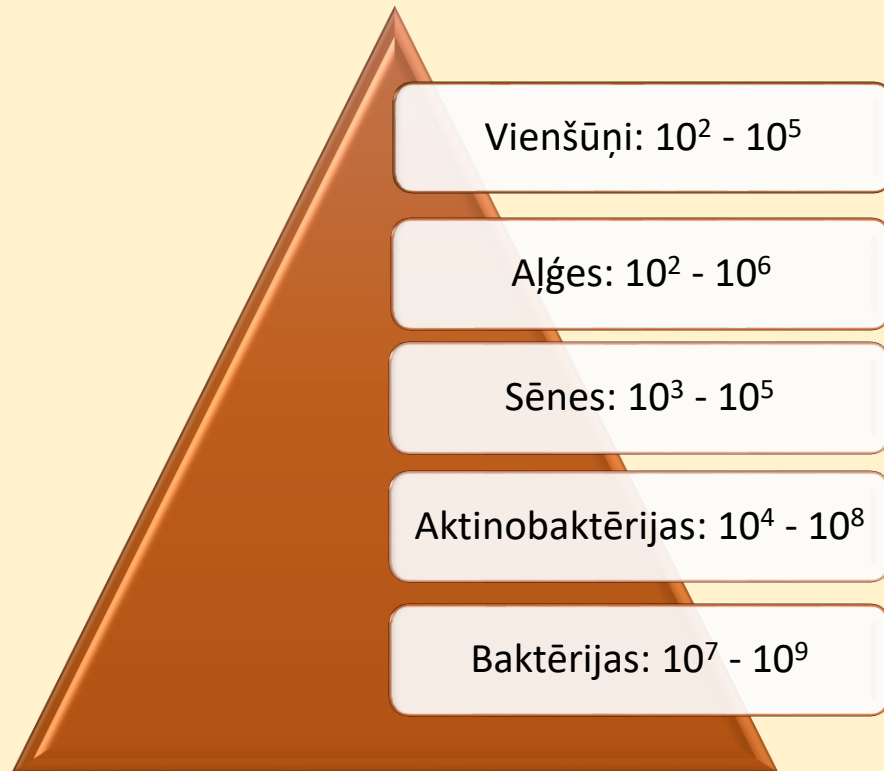 Vienšūņi: 10² - 10⁵
Aļģes: 10² - 10⁶
Sēnes: 10³ - 10⁵
Aktinobaktērijas: 10⁴ - 10⁸
Baktērijas: 10⁷ - 10⁹